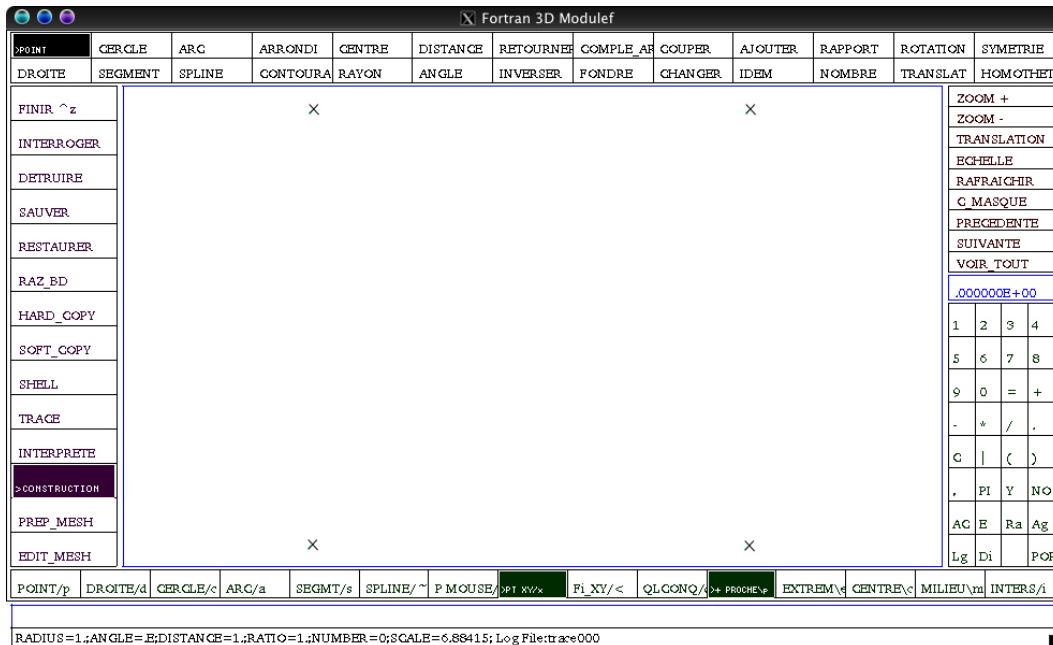 Fortran 3D Modulef
>POINT CERCLE ARC ARRONDI CENTRE DISTANCE RETOURNER COMPLE_AR COUPER AJOUTER RAPPORT ROTATION SYMETRIE
DROITE SEGMENT SPLINE CONTOURA RAYON ANGLE INVERSER FONDRE CHANGER IDEM NOMBRE TRANSLAT HOMOTHET
FINIR ^z
INTERROGER
DETRUIRE
SAUVER
RESTAURER
RAZ_BD
HARD_COPY
SOFT_COPY
SHELL
TRACE
INTERPRETE
>CONSTRUCTION
PREP_MESH
EDIT_MESH
ZOOM +
ZOOM -
TRANSLATION
ECHELLE
RAFRAICHIR
C_MASQUE
PRECEDENTE
SUIVANTE
VOIR_TOUT
.000000E+00
1 2 3 4
5 6 7 8
9 0 = +
- * / .
C | ( )
, PI Y NO
AC E Ra Ag
Lg Di POI
POINT/p DROITE/d CERCLE/c ARC/a SEGMT/s SPLINE/~ P MOUSE/ >PT XY/x Fi_XY/< QLCONQ/ >+ PROCHE\p EXTREM\e CENTRE\c MILIEU\m INTERS/i
RADIUS=1.;ANGLE=.E;DISTANCE=1.;RATIO=1.;NUMBER=0;SCALE=6.88415; Log File:trace000